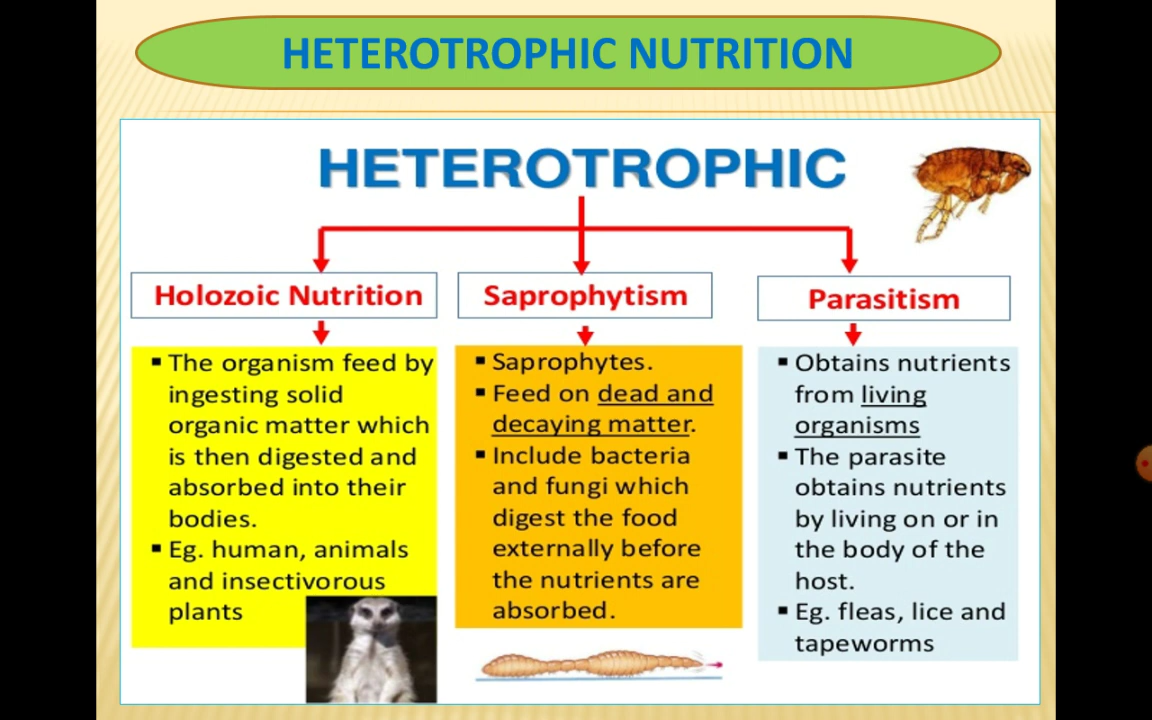 HETEROTROPHIC NUTRITION
HETEROTROPHIC
Holozoic Nutrition
▪ The organism feed by
ingesting solid
organic matter which
is then digested and
absorbed into their
bodies.
▪ Eg. human, animals
and insectivorous
plants
Saprophytism
▪ Saprophytes.
▪ Feed on dead and
decaying matter.
▪ Include bacteria
and fungi which
digest the food
externally before
the nutrients are
absorbed.
Parasitism
▪ Obtains nutrients
from living
organisms
▪ The parasite
obtains nutrients
by living on or in
the body of the
host.
▪ Eg. fleas, lice and
tapeworms